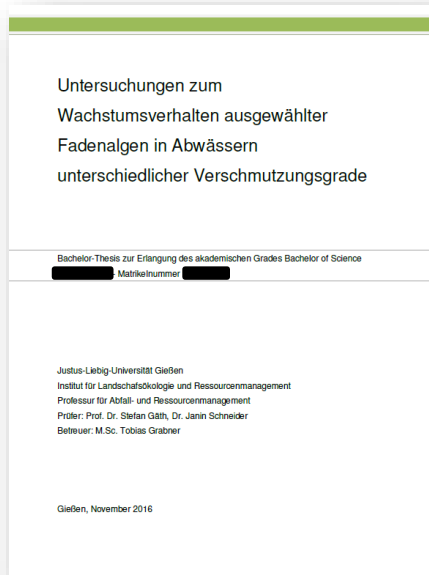 Untersuchungen zum
Wachstumsverhalten ausgewählter
Fadenalgen in Abwässern
unterschiedlicher Verschmutzungsgrade
Bachelor-Thesis zur Erlangung des akademischen Grades Bachelor of Science
- Matrikelnummer
Justus-Liebig-Universität Gießen
Institut für Landschaftsökologie und Ressourcenmanagement
Professur für Abfall- und Ressourcenmanagement
Prüfer: Prof. Dr. Stefan Gäth, Dr. Janin Schneider
Betreuer: M.Sc. Tobias Grabner
Gießen, November 2016